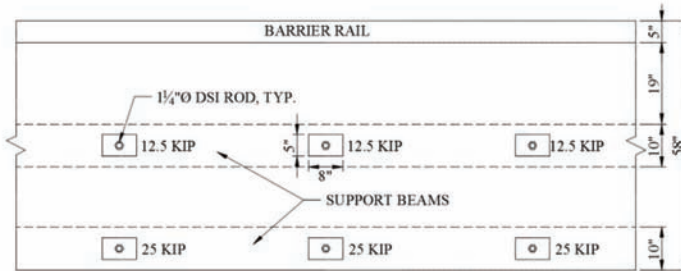 BARRIER RAIL
5"
19"
1¼"Ø DSI ROD, TYP.
12.5 KIP
5"
12.5 KIP
12.5 KIP
10"
58"
8"
SUPPORT BEAMS
25 KIP
25 KIP
25 KIP
10"